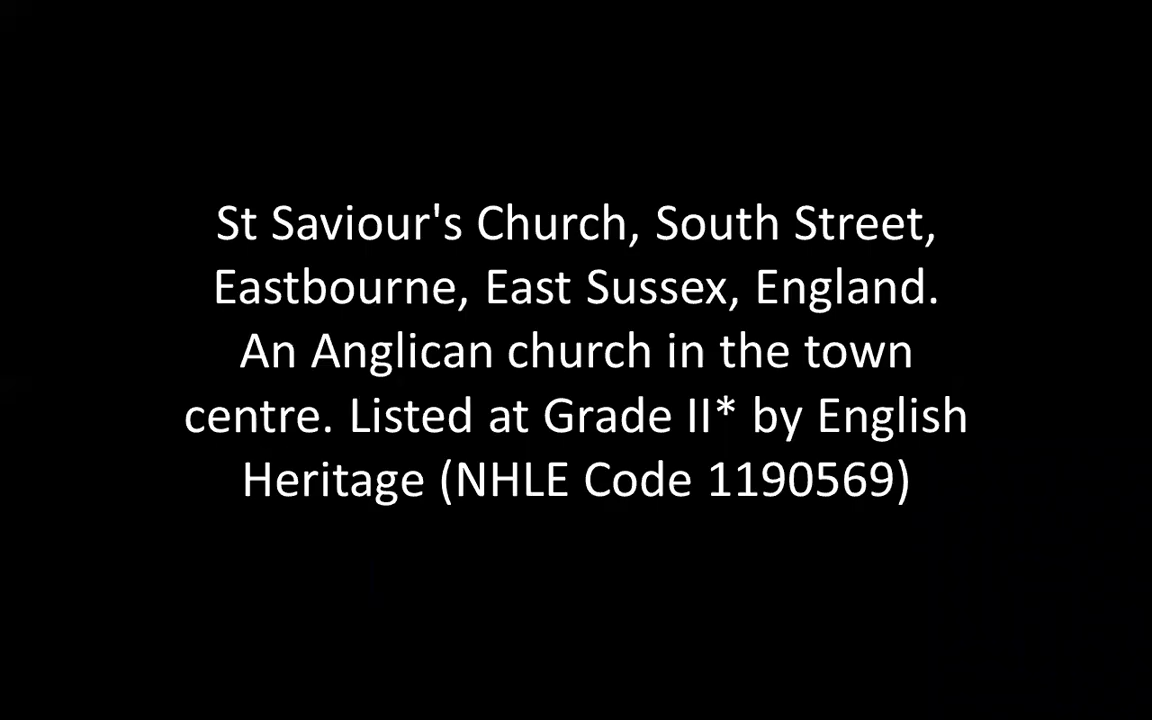 St Saviour's Church, South Street,
Eastbourne, East Sussex, England.
An Anglican church in the town
centre. Listed at Grade II* by English
Heritage (NHLE Code 1190569)